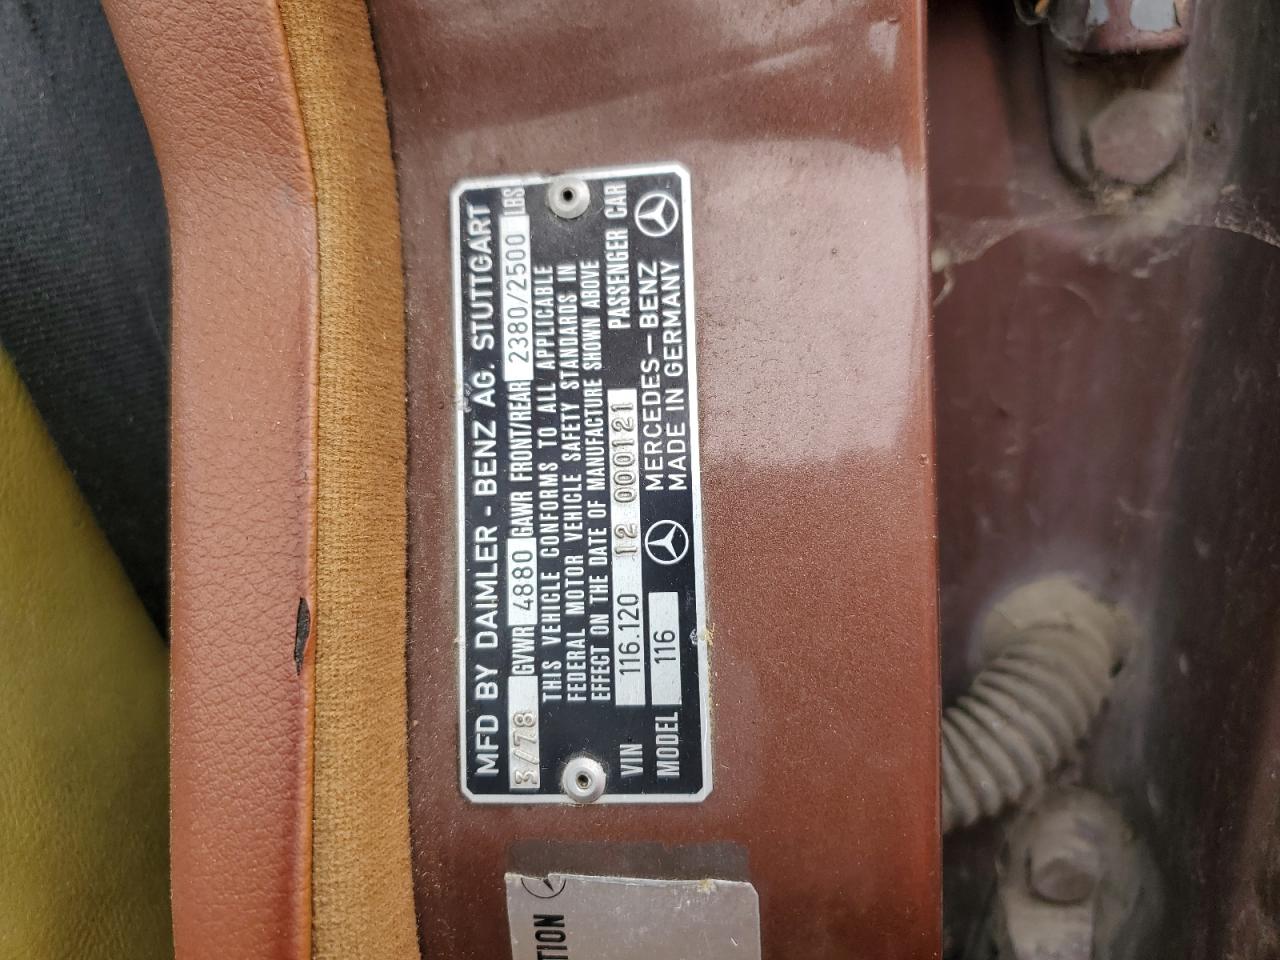 MFD BY DAIMLER - BENZ AG. STUTTGART
3/78 GVWR 4880 GAWR FRONT/REAR 2380/2500 LBS
THIS VEHICLE CONFORMS TO ALL APPLICABLE
FEDERAL MOTOR VEHICLE SAFETY STANDARDS IN
EFFECT ON THE DATE OF MANUFACTURE SHOWN ABOVE
VIN 116.120 12 000121 PASSENGER CAR
MODEL 116 MERCEDES-BENZ
MADE IN GERMANY